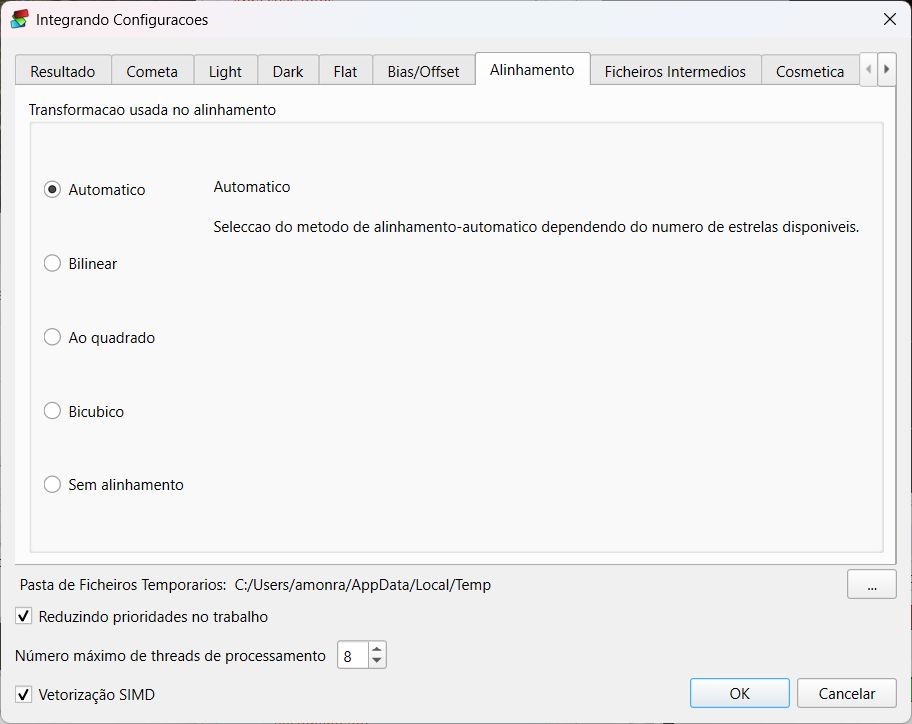 Integrando Configuracoes
Resultado Cometa Light Dark Flat Bias/Offset Alinhamento Ficheiros Intermedios Cosmetica
Transformacao usada no alinhamento
Automatico
Automatico
Seleccao do metodo de alinhamento-automatico dependendo do numero de estrelas disponiveis.
Bilinear
Ao quadrado
Bicubico
Sem alinhamento
Pasta de Ficheiros Temporarios: C:/Users/amonra/AppData/Local/Temp ...
Reduzindo prioridades no trabalho
Número máximo de threads de processamento 8
Vetorização SIMD
OK Cancelar